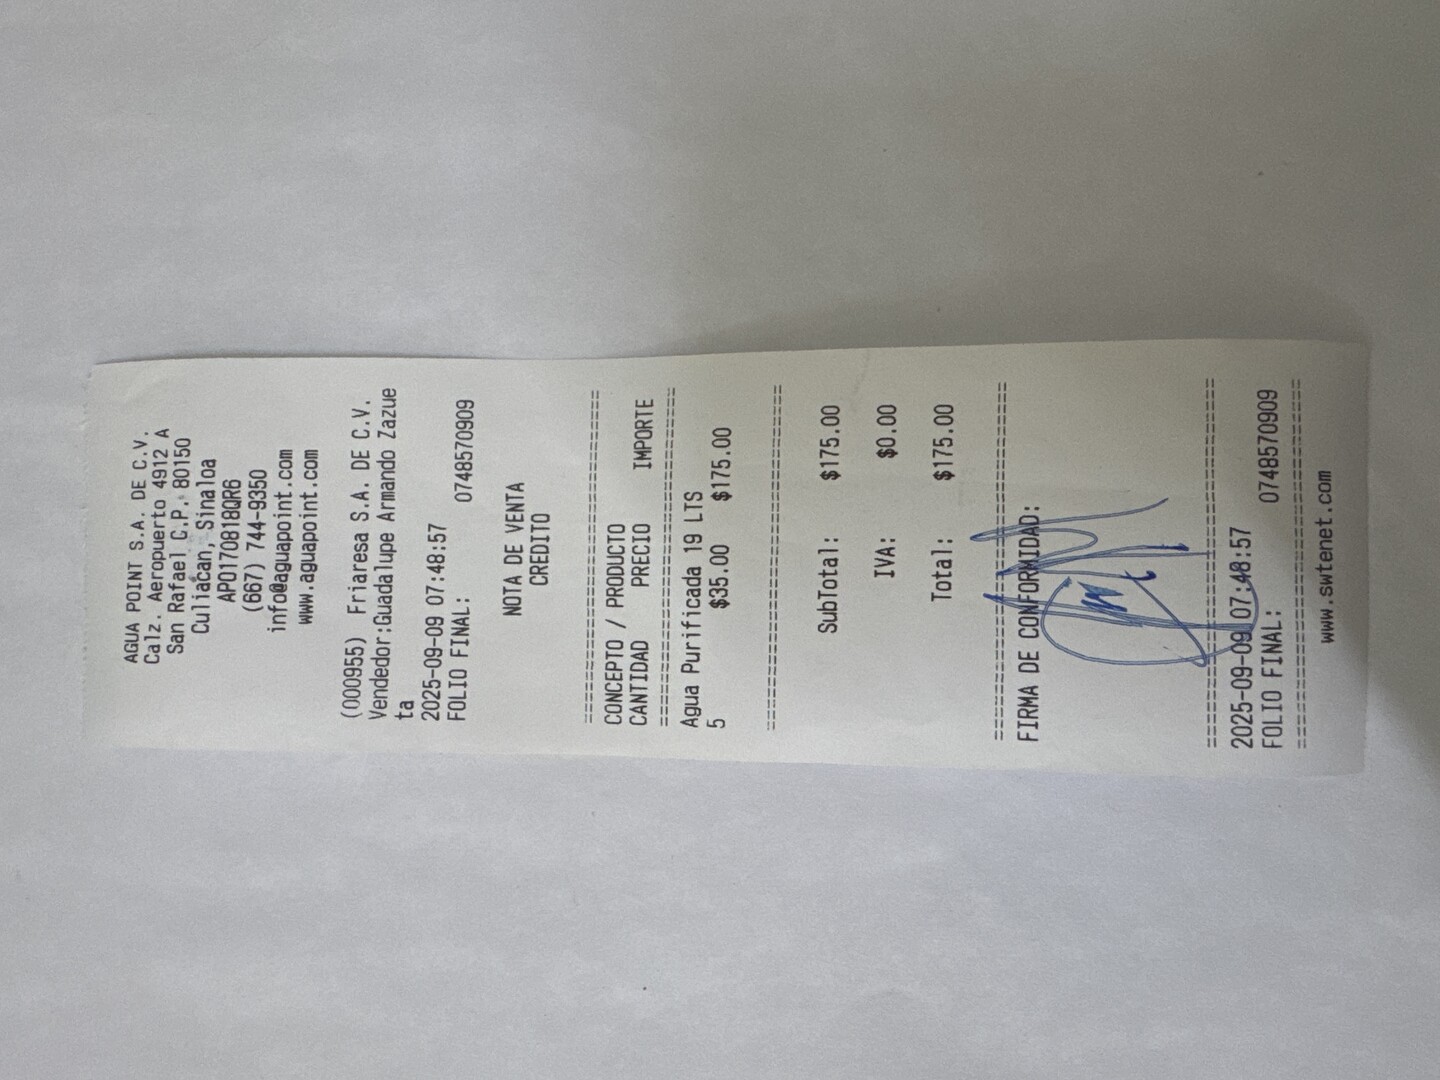 AGUA POINT S.A. DE C.V.
Calz. Aeropuerto 4912 A
San Rafael C.P. 80150
Culiacan, Sinaloa
APO170818QR6
(667) 744-9350
info@aguapoint.com
www.aguapoint.com
(000955) Friaresa S.A. DE C.V.
Vendedor:Guadalupe Armando Zazue
ta
2025-09-09 07:48:57
FOLIO FINAL: 0748570909
NOTA DE VENTA
CREDITO
================================
CONCEPTO / PRODUCTO
CANTIDAD PRECIO IMPORTE
================================
Agua Purificada 19 LTS
5 $35.00 $175.00
================================
SubTotal: $175.00
IVA: $0.00
Total: $175.00
================================
FIRMA DE CONFORMIDAD:
================================
2025-09-09 07:48:57
FOLIO FINAL: 0748570909
================================
www.swtenet.com